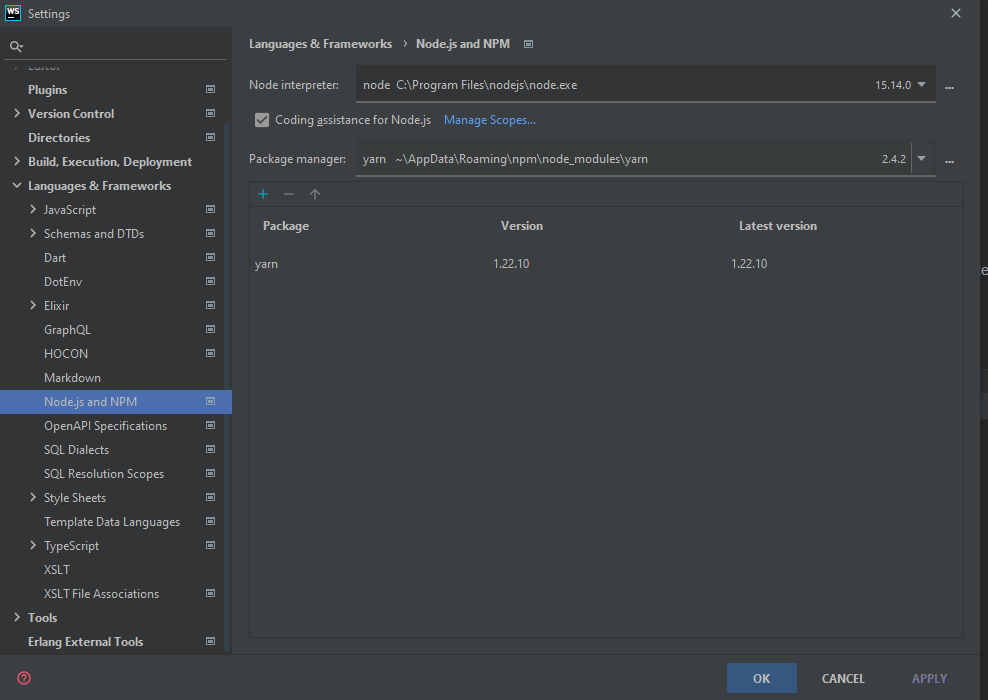 WS Settings
Languages & Frameworks › Node.js and NPM
Editor
Plugins
Version Control
Directories
Build, Execution, Deployment
Languages & Frameworks
JavaScript
Schemas and DTDs
Dart
DotEnv
Elixir
GraphQL
HOCON
Markdown
Node.js and NPM
OpenAPI Specifications
SQL Dialects
SQL Resolution Scopes
Style Sheets
Template Data Languages
TypeScript
XSLT
XSLT File Associations
Tools
Erlang External Tools
Node interpreter: node C:\Program Files\nodejs\node.exe 15.14.0 ...
Coding assistance for Node.js Manage Scopes...
Package manager: yarn ~\AppData\Roaming\npm\node_modules\yarn 2.4.2 ...
Package Version Latest version
yarn 1.22.10 1.22.10
e
? OK CANCEL APPLY